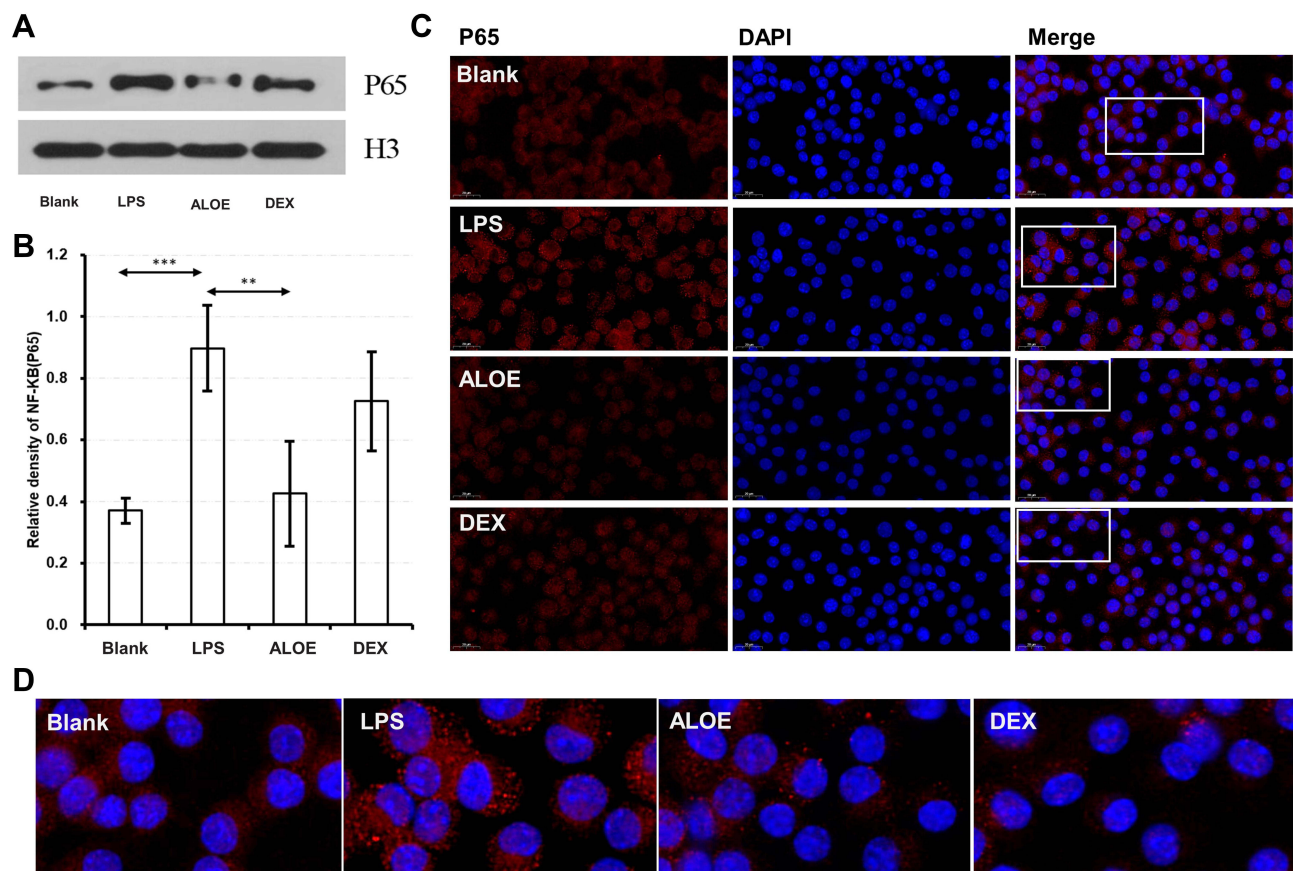 A
P65
H3
Blank LPS ALOE DEX
B
1.2
1.0
0.8
0.6
0.4
0.2
0.0
Relative density of NF-KB(P65)
***
**
Blank LPS ALOE DEX
C
P65 DAPI Merge
Blank
LPS
ALOE
DEX
D
Blank LPS ALOE DEX